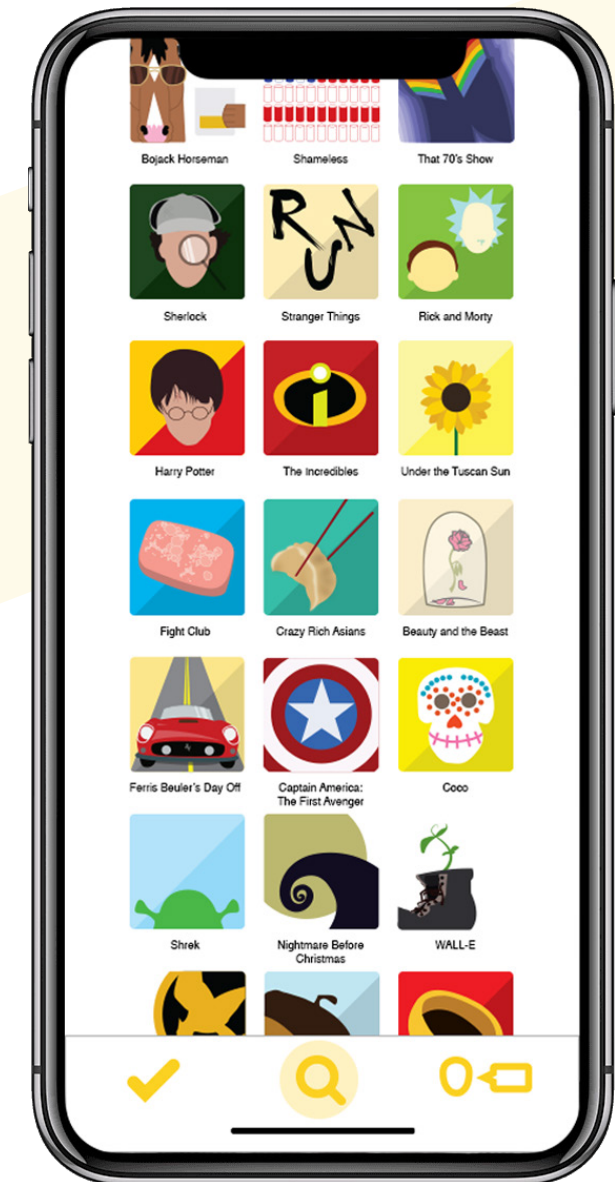 Bojack Horseman
Shameless
That 70's Show
R
U
N
Sherlock
Stranger Things
Rick and Morty
i
Harry Potter
The Incredibles
Under the Tuscan Sun
Fight Club
Crazy Rich Asians
Beauty and the Beast
Ferris Beuler's Day Off
Captain America:
The First Avenger
Coco
Shrek
Nightmare Before
Christmas
WALL-E